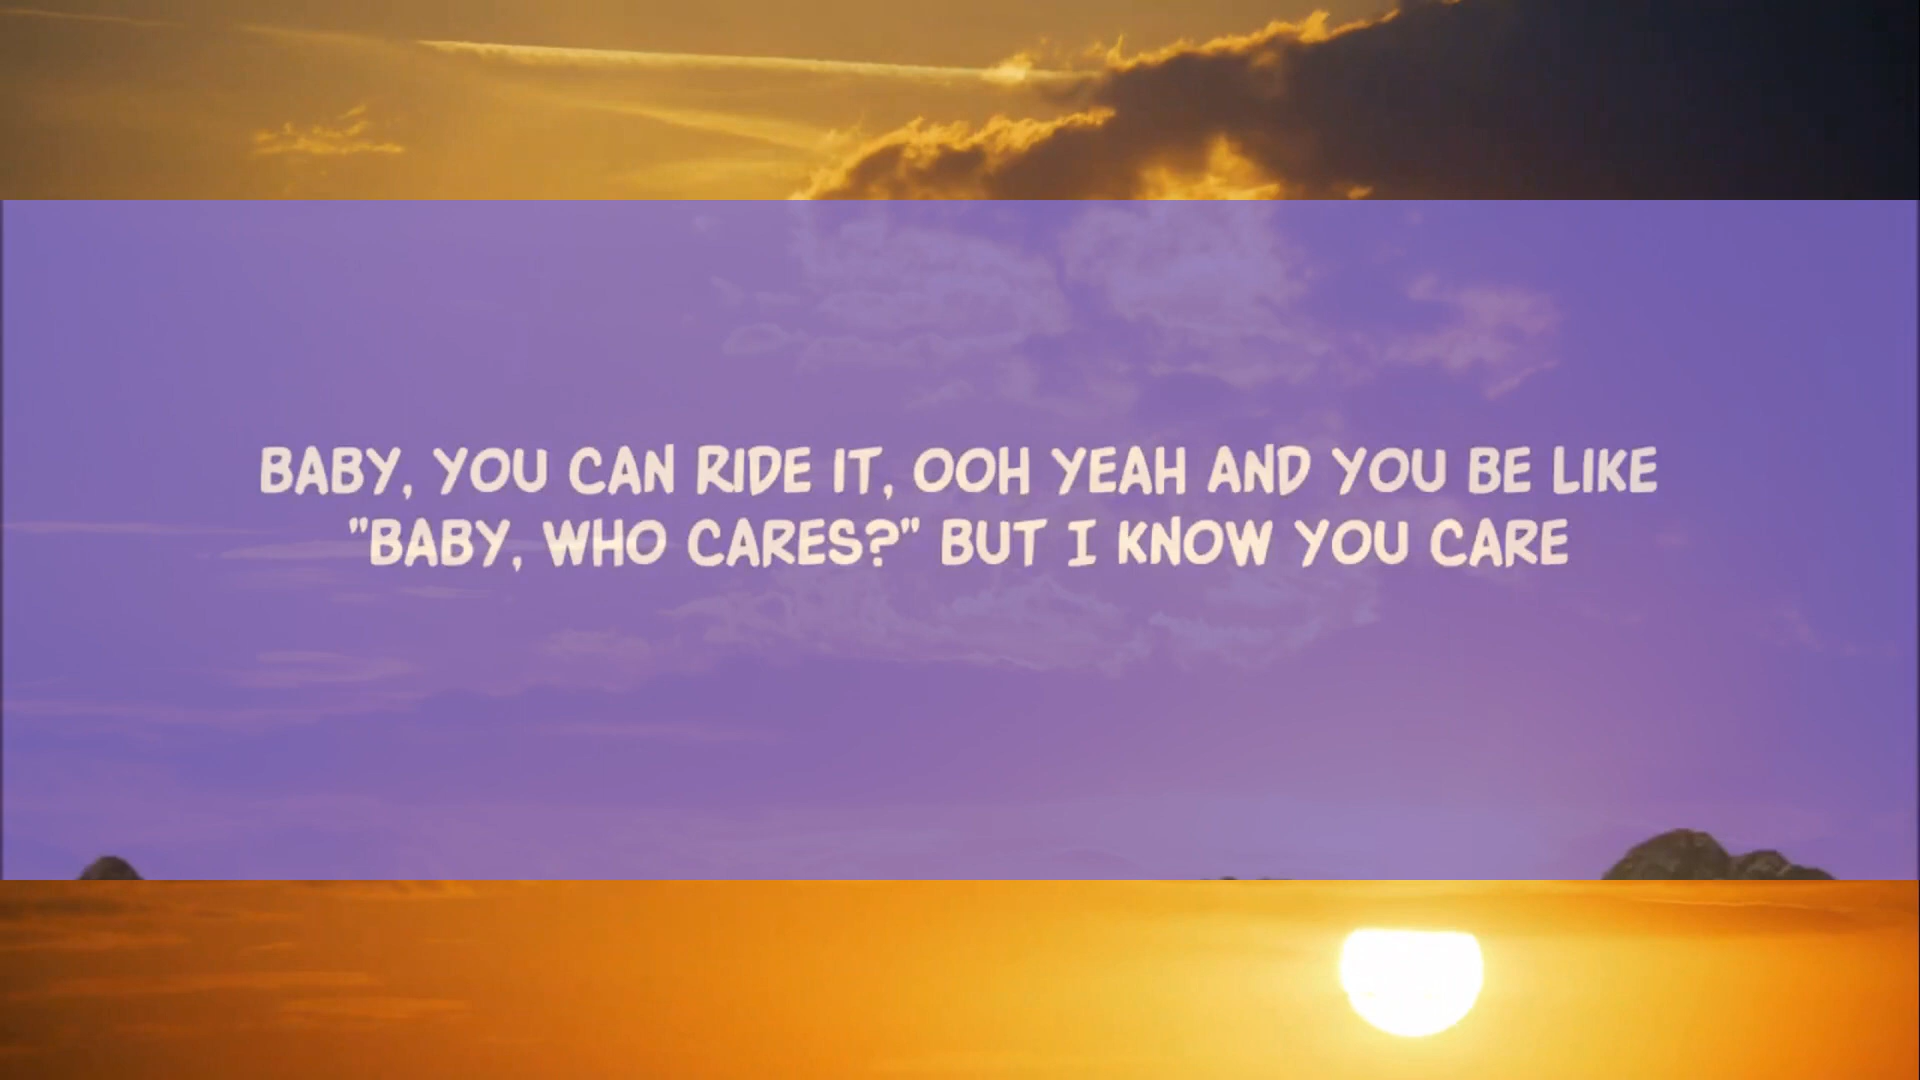 BABY, YOU CAN RIDE IT, OOH YEAH AND YOU BE LIKE
"BABY, WHO CARES?" BUT I KNOW YOU CARE